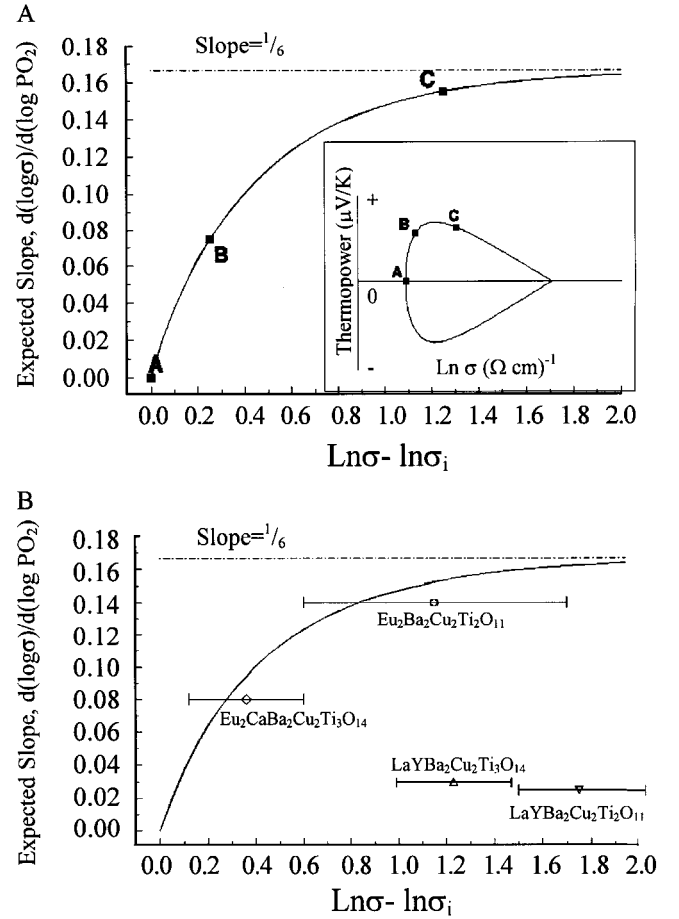 A
Expected Slope, d(logσ)/d(log PO₂)
0.18
0.16
0.14
0.12
0.10
0.08
0.06
0.04
0.02
0.00
Slope=¹/₆
A
B
C
Thermopower (μV/K)
+
0
-
A
B
C
Ln σ (Ω cm)⁻¹
0.0 0.2 0.4 0.6 0.8 1.0 1.2 1.4 1.6 1.8 2.0
Lnσ- lnσᵢ
B
Expected Slope, d(logσ)/d(log PO₂)
0.18
0.16
0.14
0.12
0.10
0.08
0.06
0.04
0.02
0.00
Slope=¹/₆
Eu₂Ba₂Cu₂Ti₂O₁₁
Eu₂CaBa₂Cu₂Ti₃O₁₄
LaYBa₂Cu₂Ti₃O₁₄
LaYBa₂Cu₂Ti₂O₁₁
0.0 0.2 0.4 0.6 0.8 1.0 1.2 1.4 1.6 1.8 2.0
Lnσ- lnσᵢ